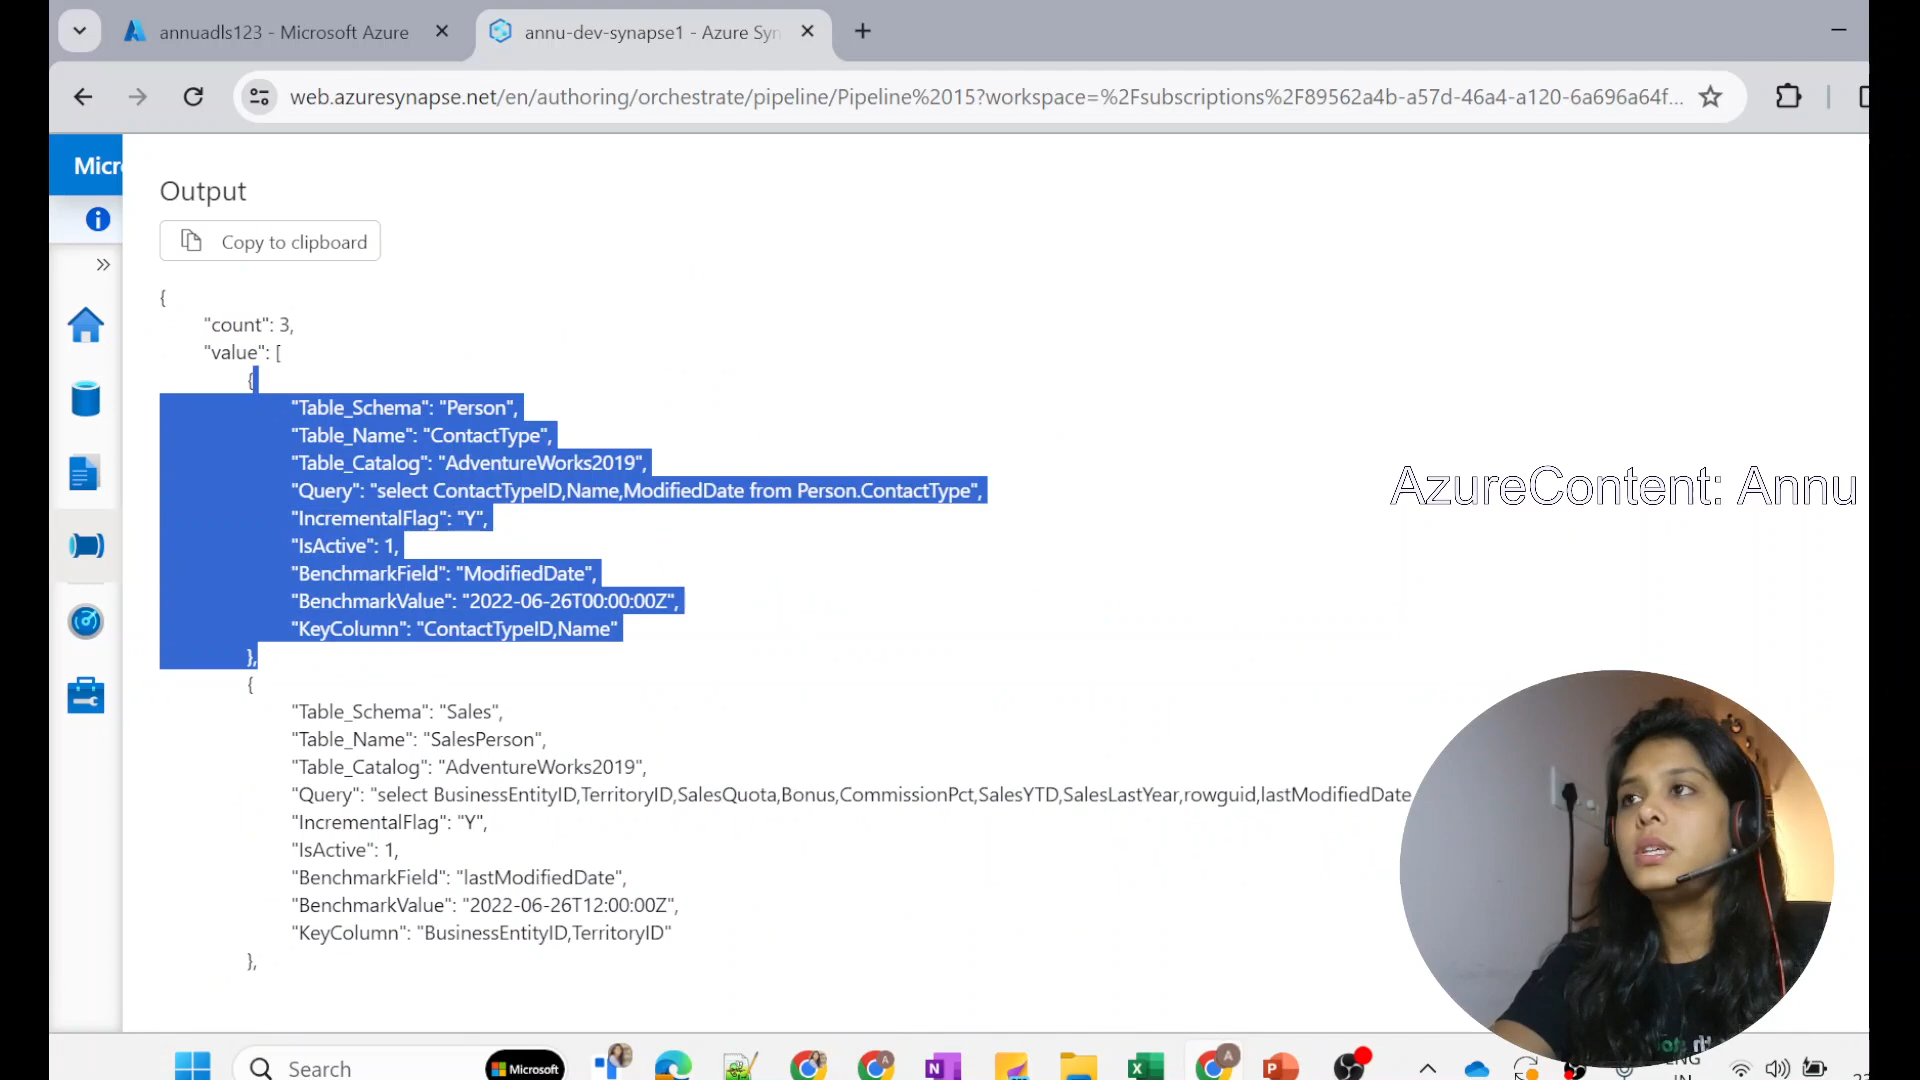 annuadls123 - Microsoft Azure
annu-dev-synapse1 - Azure Syn
web.azuresynapse.net/en/authoring/orchestrate/pipeline/Pipeline%2015?workspace=%2Fsubscriptions%2F89562a4b-a57d-46a4-a120-6a696a64f...
Micr
Output
Copy to clipboard
{
"count": 3,
"value": [
{
"Table_Schema": "Person",
"Table_Name": "ContactType",
"Table_Catalog": "AdventureWorks2019",
"Query": "select ContactTypeID,Name,ModifiedDate from Person.ContactType",
"IncrementalFlag": "Y",
"IsActive": 1,
"BenchmarkField": "ModifiedDate",
"BenchmarkValue": "2022-06-26T00:00:00Z",
"KeyColumn": "ContactTypeID,Name"
},
{
"Table_Schema": "Sales",
"Table_Name": "SalesPerson",
"Table_Catalog": "AdventureWorks2019",
"Query": "select BusinessEntityID,TerritoryID,SalesQuota,Bonus,CommissionPct,SalesYTD,SalesLastYear,rowguid,lastModifiedDate
"IncrementalFlag": "Y",
"IsActive": 1,
"BenchmarkField": "lastModifiedDate",
"BenchmarkValue": "2022-06-26T12:00:00Z",
"KeyColumn": "BusinessEntityID,TerritoryID"
},
AzureContent: Annu
Search
Microsoft
ENG
IN